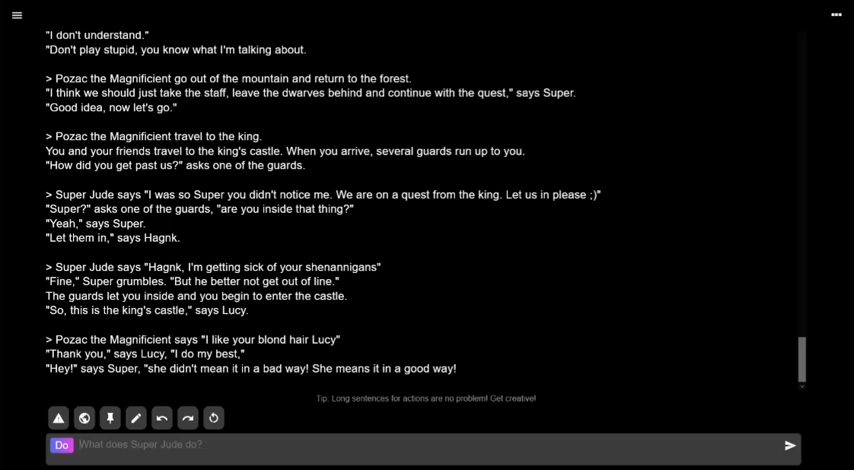 "I don't understand."
"Don't play stupid, you know what I'm talking about.
> Pozac the Magnificient go out of the mountain and return to the forest.
"I think we should just take the staff, leave the dwarves behind and continue with the quest," says Super.
"Good idea, now let's go."
> Pozac the Magnificient travel to the king.
You and your friends travel to the king's castle. When you arrive, several guards run up to you.
"How did you get past us?" asks one of the guards.
> Super Jude says "I was so Super you didn't notice me. We are on a quest from the king. Let us in please ;)"
"Super?" asks one of the guards, "are you inside that thing?"
"Yeah," says Super.
"Let them in," says Hagnk.
> Super Jude says "Hagnk, I'm getting sick of your shenannigans"
"Fine," Super grumbles. "But he better not get out of line."
The guards let you inside and you begin to enter the castle.
"So, this is the king's castle," says Lucy.
> Pozac the Magnificient says "I like your blond hair Lucy"
"Thank you," says Lucy, "I do my best,"
"Hey!" says Super, "she didn't mean it in a bad way! She means it in a good way!
Tip: Long sentences for actions are no problem! Get creative!
Do What does Super Jude do?